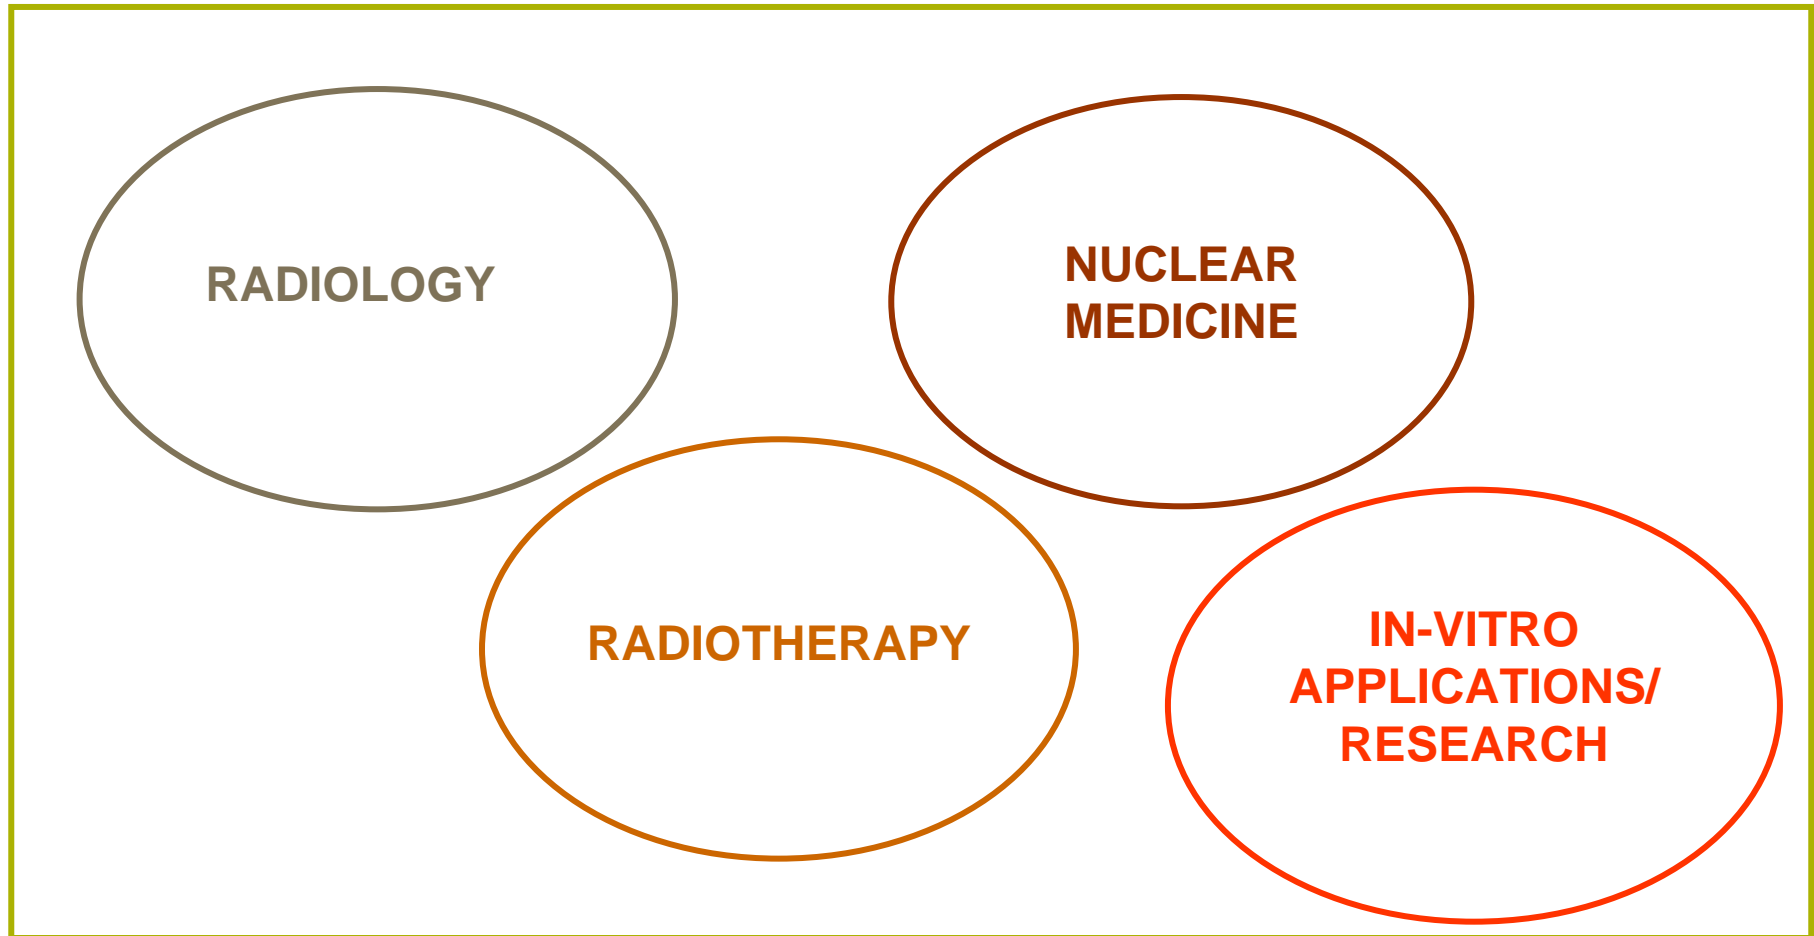 RADIOLOGY
NUCLEAR
MEDICINE
RADIOTHERAPY
IN-VITRO
APPLICATIONS/
RESEARCH